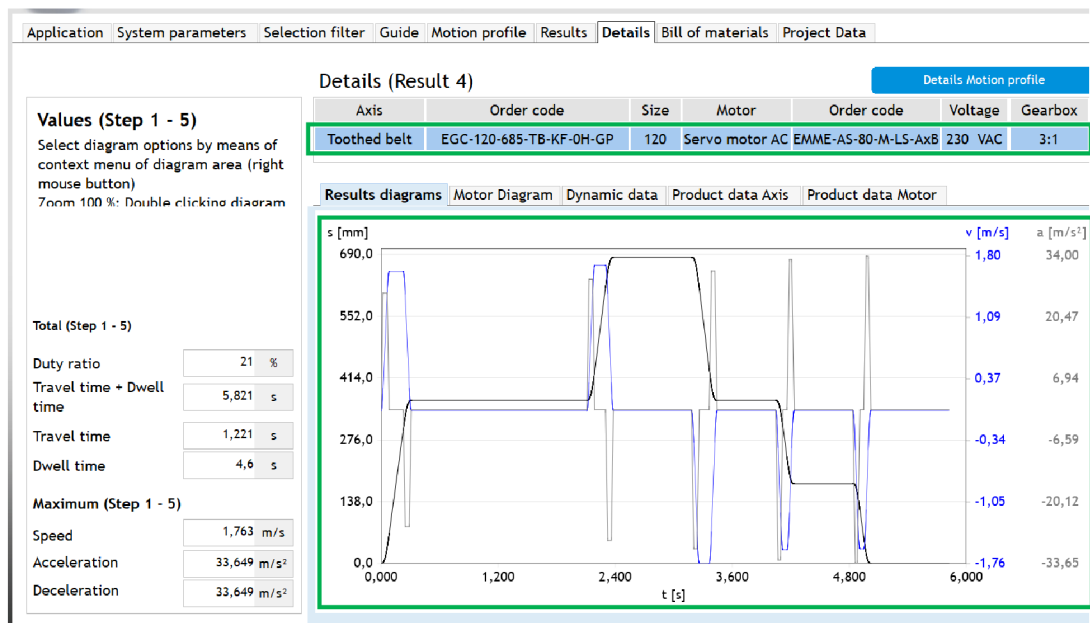 Application System parameters Selection filter Guide Motion profile Results Details Bill of materials Project Data
Details (Result 4)
Details Motion profile
Values (Step 1 - 5)
Select diagram options by means of
context menu of diagram area (right
mouse button)
Zoom 100 %: Double clicking diagram
Total (Step 1 - 5)
Duty ratio 21 %
Travel time + Dwell
time 5,821 s
Travel time 1,221 s
Dwell time 4,6 s
Maximum (Step 1 - 5)
Speed 1,763 m/s
Acceleration 33,649 m/s²
Deceleration 33,649 m/s²
Axis Order code Size Motor Order code Voltage Gearbox
Toothed belt EGC-120-685-TB-KF-0H-GP 120 Servo motor AC EMME-AS-80-M-LS-AxB 230 VAC 3:1
Results diagrams Motor Diagram Dynamic data Product data Axis Product data Motor
s [mm] v [m/s] a [m/s²]
690,0 1,80 34,00
552,0 1,09 20,47
414,0 0,37 6,94
276,0 -0,34 -6,59
138,0 -1,05 -20,12
0,0 -1,76 -33,65
0,000 1,200 2,400 3,600 4,800 6,000
t [s]